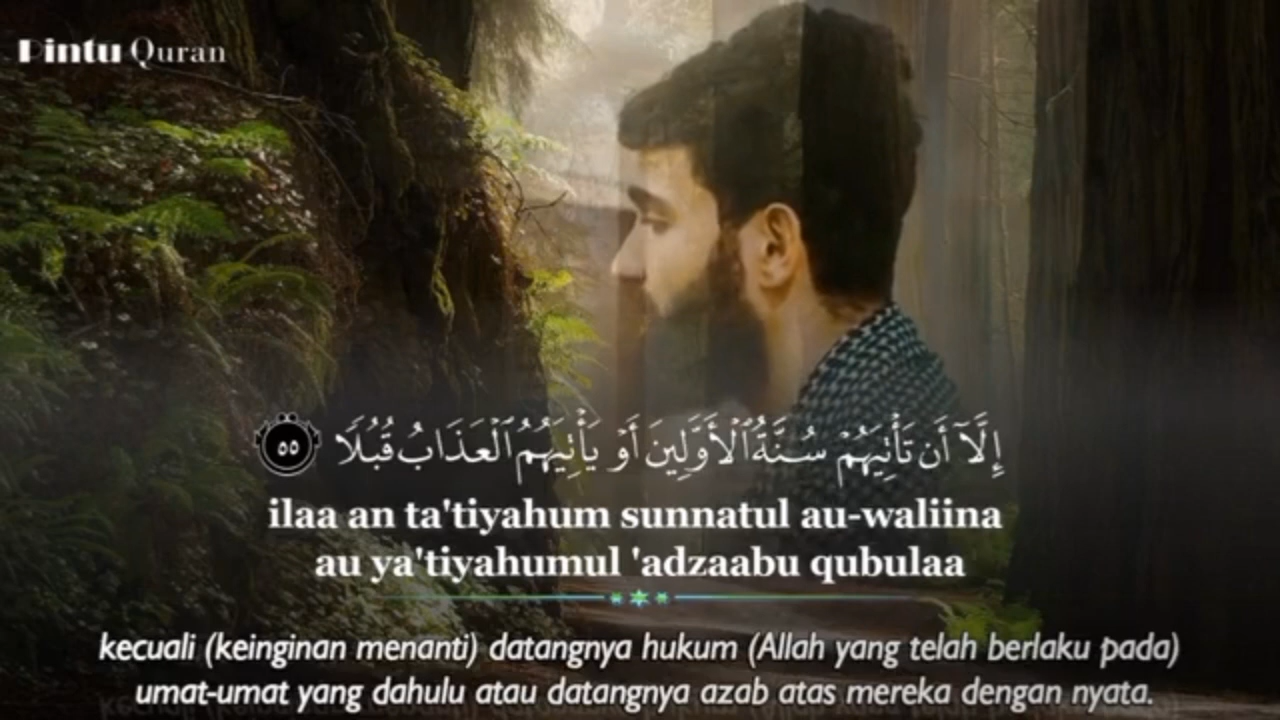 Pintu Quran
إِلَّآ أَن تَأْتِيَهُمْ سُنَّةُ ٱلْأَوَّلِينَ أَوْ يَأْتِيَهُمُ ٱلْعَذَابُ قُبُلًا ٥٥
ilaa an ta'tiyahum sunnatul au-waliina
au ya'tiyahumul 'adzaabu qubulaa
kecuali (keinginan menanti) datangnya hukum (Allah yang telah berlaku pada)
umat-umat yang dahulu atau datangnya azab atas mereka dengan nyata.